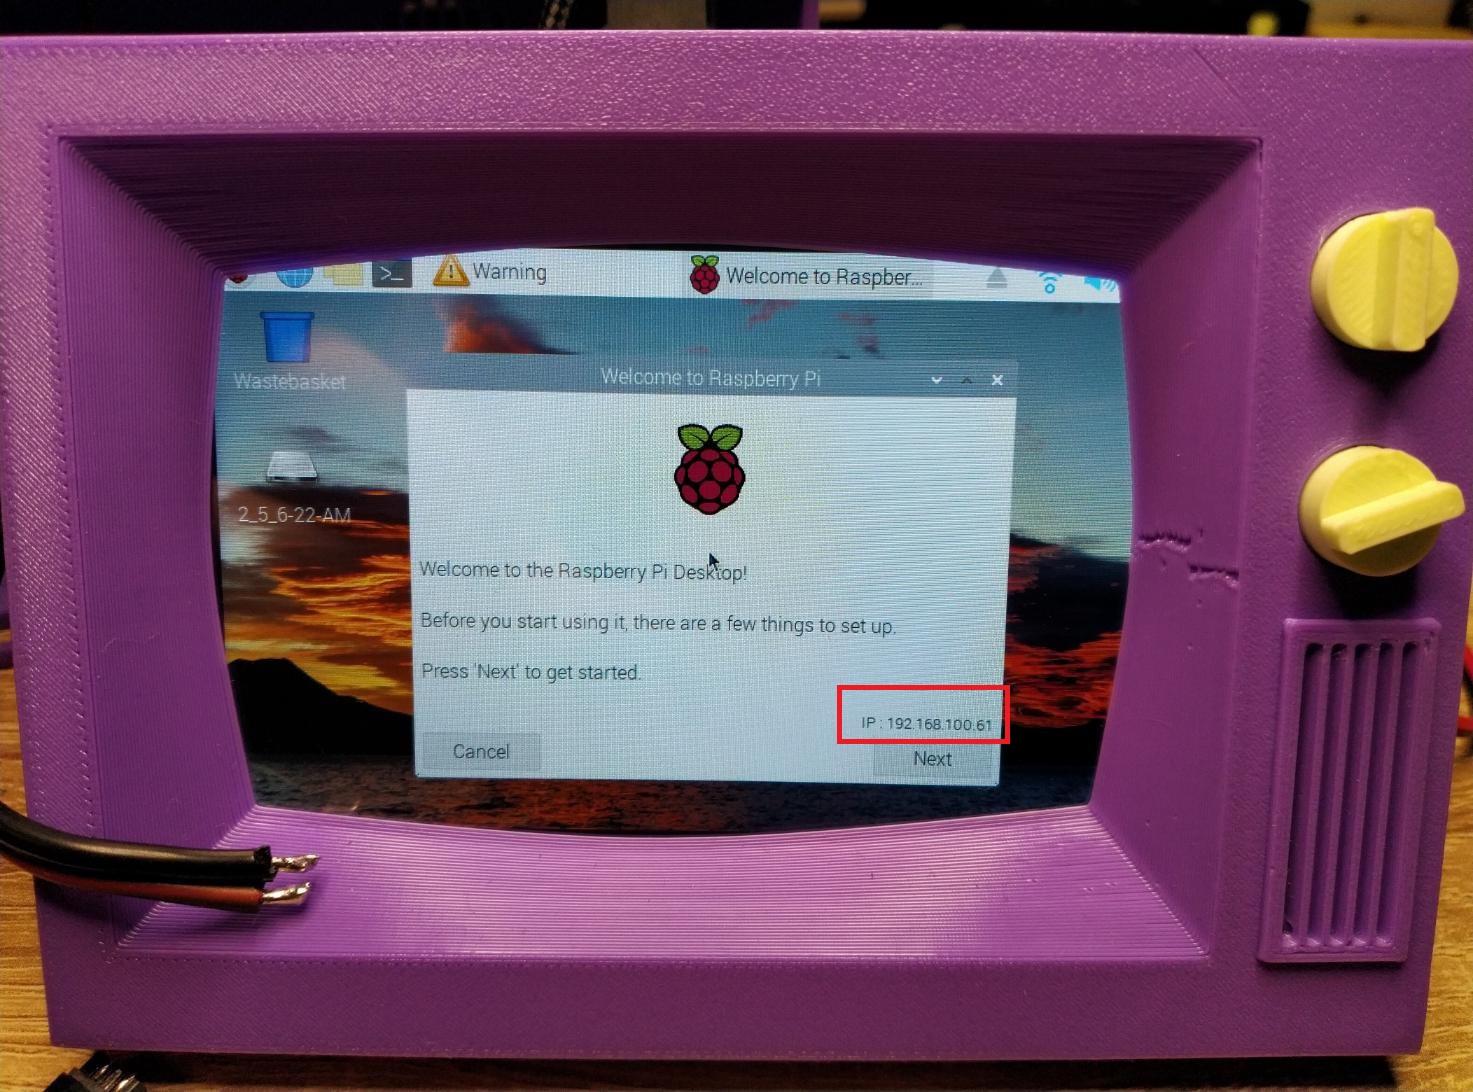 >_ Warning Welcome to Raspber...
Wastebasket
2_5_6-22-AM
Welcome to Raspberry Pi
Welcome to the Raspberry Pi Desktop!
Before you start using it, there are a few things to set up.
Press 'Next' to get started.
IP : 192.168.100.61
Cancel
Next